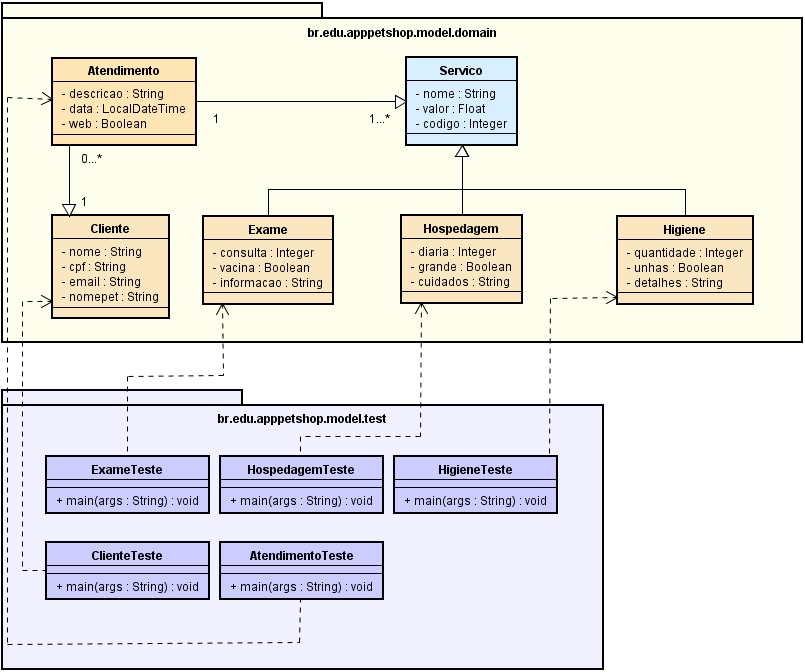 br.edu.apppetshop.model.domain
Atendimento
- descricao : String
- data : LocalDateTime
- web : Boolean
Servico
- nome : String
- valor : Float
- codigo : Integer
1
1...*
0...*
1
Cliente
- nome : String
- cpf : String
- email : String
- nomepet : String
Exame
- consulta : Integer
- vacina : Boolean
- informacao : String
Hospedagem
- diaria : Integer
- grande : Boolean
- cuidados : String
Higiene
- quantidade : Integer
- unhas : Boolean
- detalhes : String
br.edu.apppetshop.model.test
ExameTeste
+ main(args : String) : void
HospedagemTeste
+ main(args : String) : void
HigieneTeste
+ main(args : String) : void
ClienteTeste
+ main(args : String) : void
AtendimentoTeste
+ main(args : String) : void